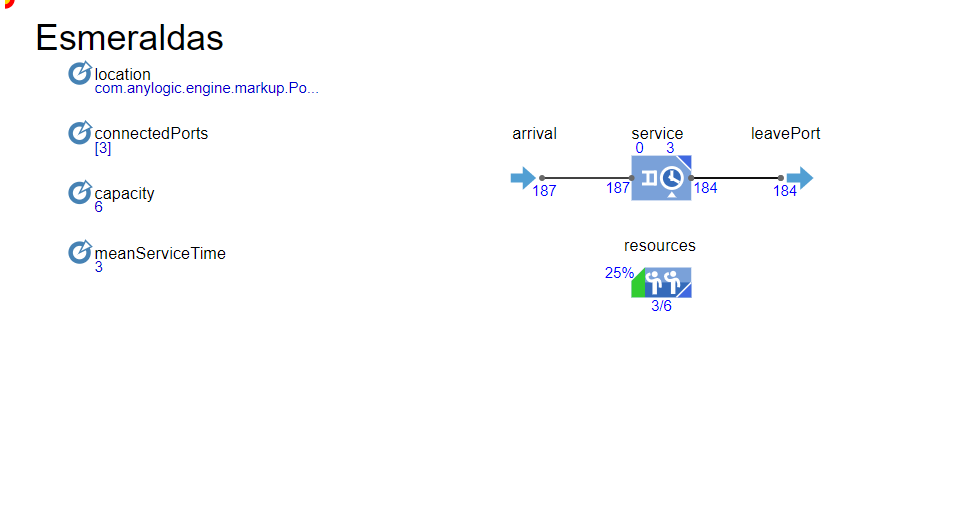 Esmeraldas
location
com.anylogic.engine.markup.Po...
connectedPorts
[3]
capacity
6
meanServiceTime
3
arrival
service
leavePort
0 3
187
187
184
184
resources
25%
3/6